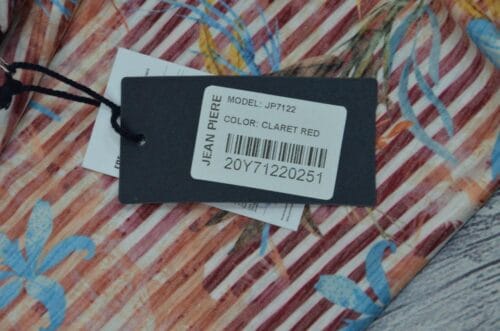 JEAN PIERE
MODEL: JP7122
COLOR: CLARET RED
20Y71220251